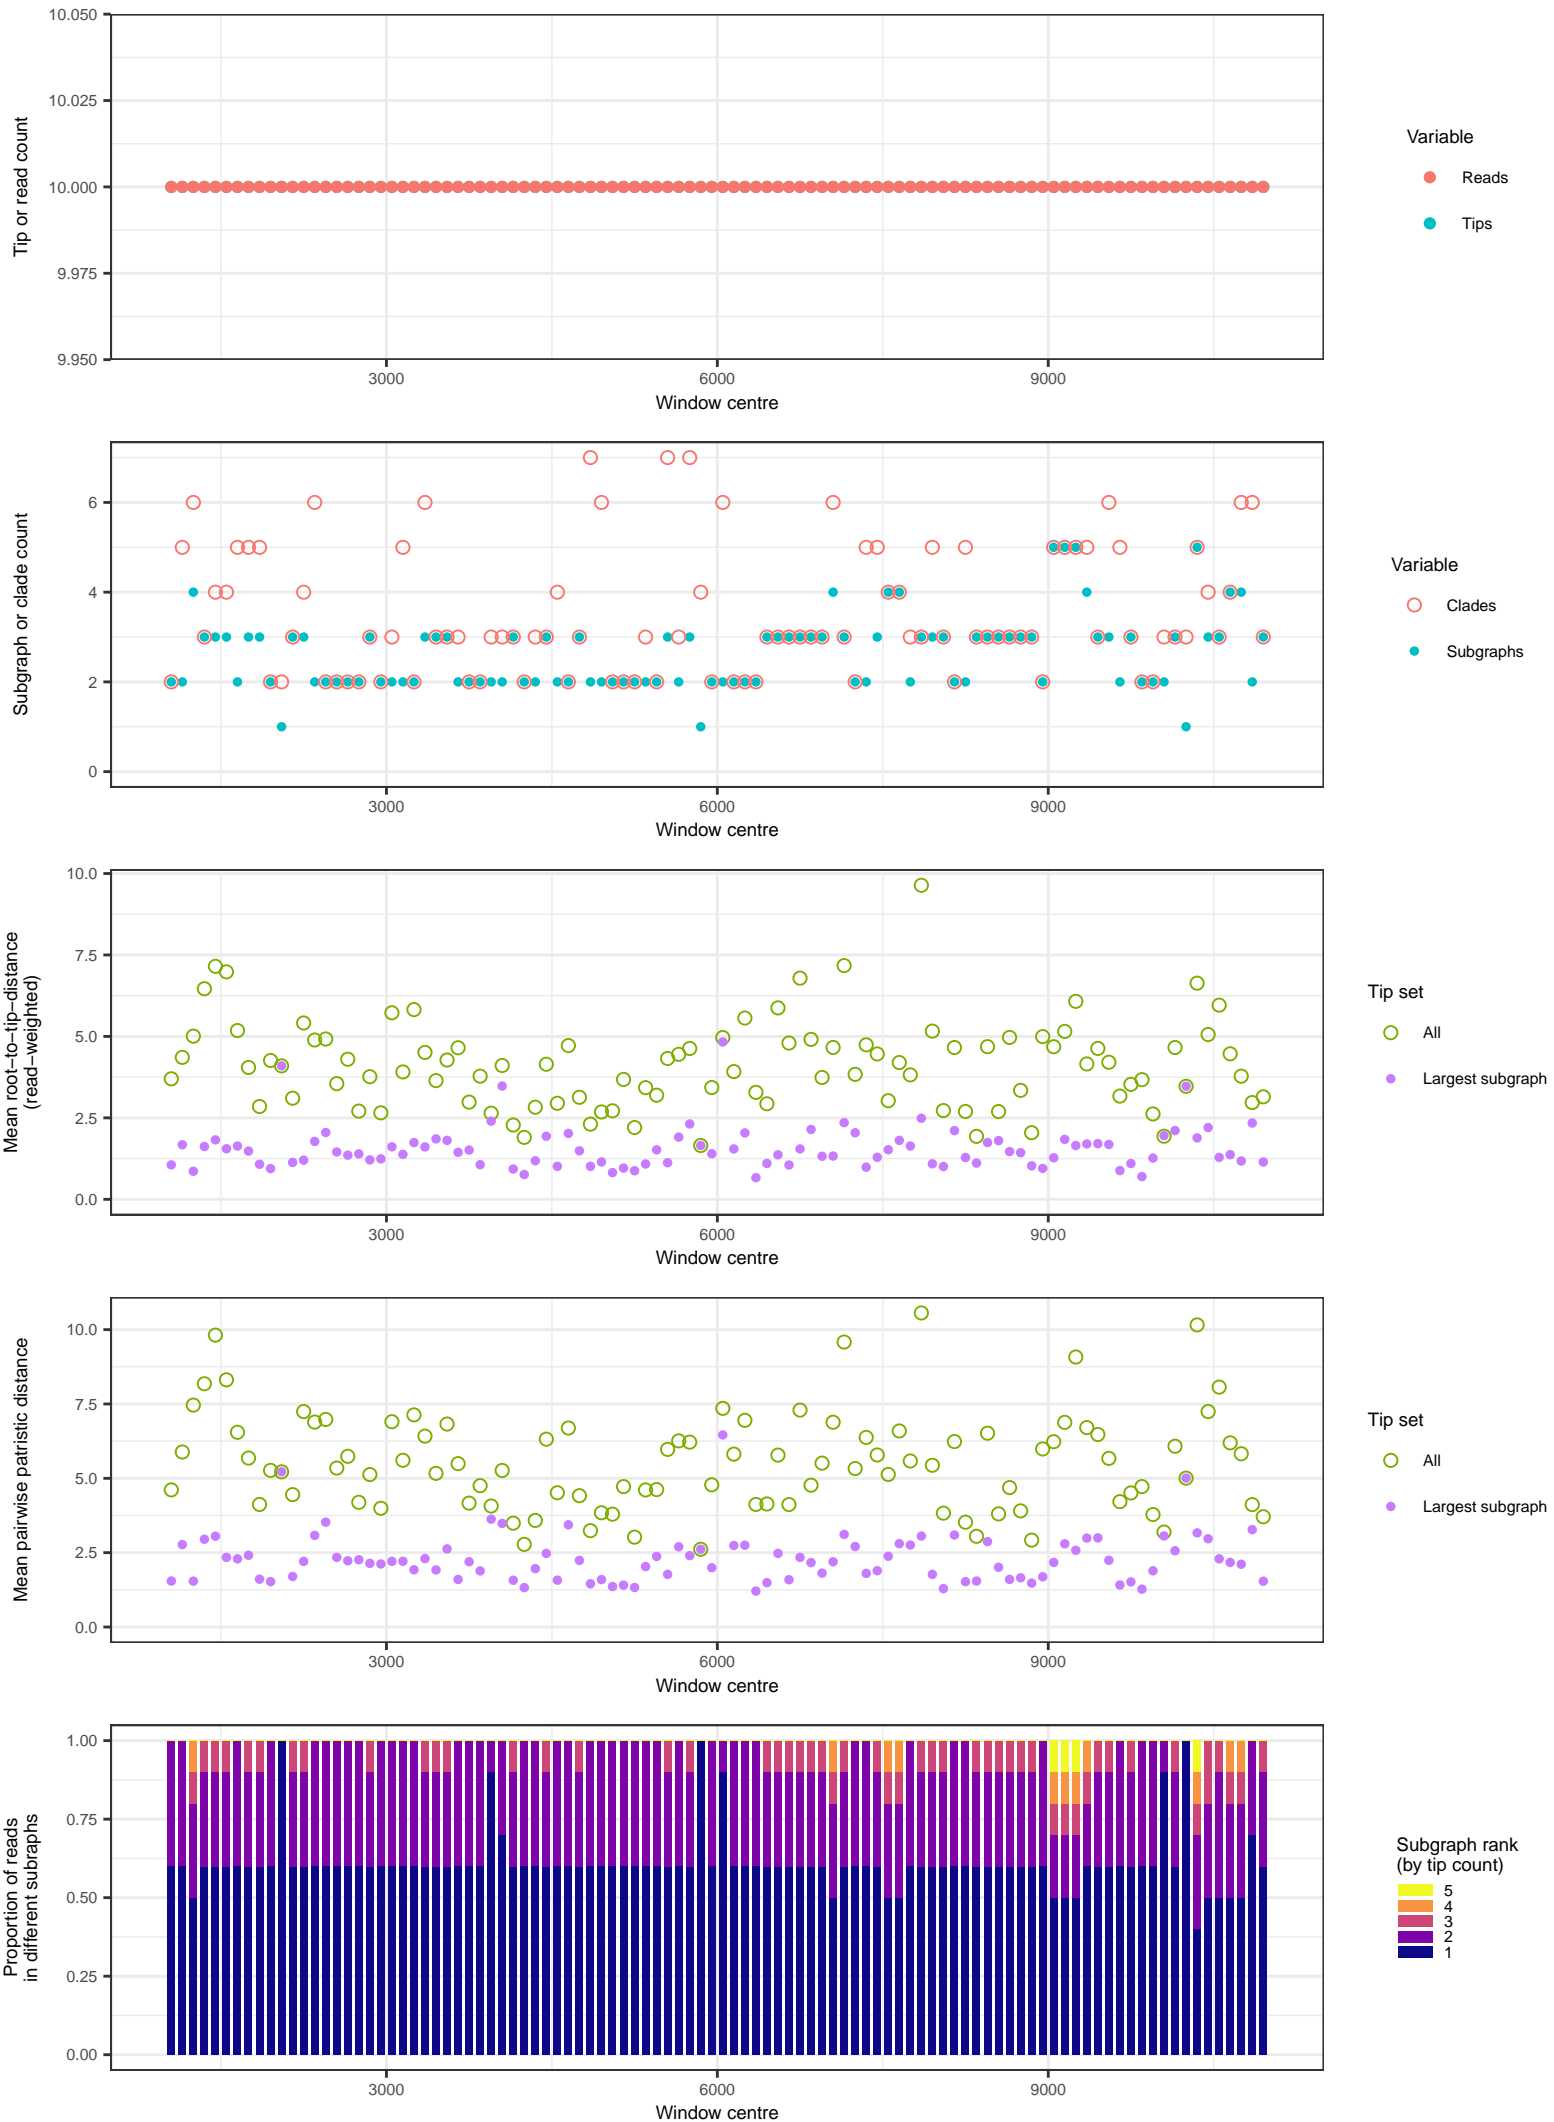 10.050
10.025
10.000
9.975
9.950
Tip or read count
3000
6000
9000
Window centre
Variable
Reads
Tips
6
4
2
0
Subgraph or clade count
3000
6000
9000
Window centre
Variable
Clades
Subgraphs
10.0
7.5
5.0
2.5
0.0
Mean root−to−tip−distance
(read−weighted)
3000
6000
9000
Window centre
Tip set
All
Largest subgraph
10.0
7.5
5.0
2.5
0.0
Mean pairwise patristic distance
3000
6000
9000
Window centre
Tip set
All
Largest subgraph
1.00
0.75
0.50
0.25
0.00
Proportion of reads
in different subraphs
3000
6000
9000
Window centre
Subgraph rank
(by tip count)
5
4
3
2
1